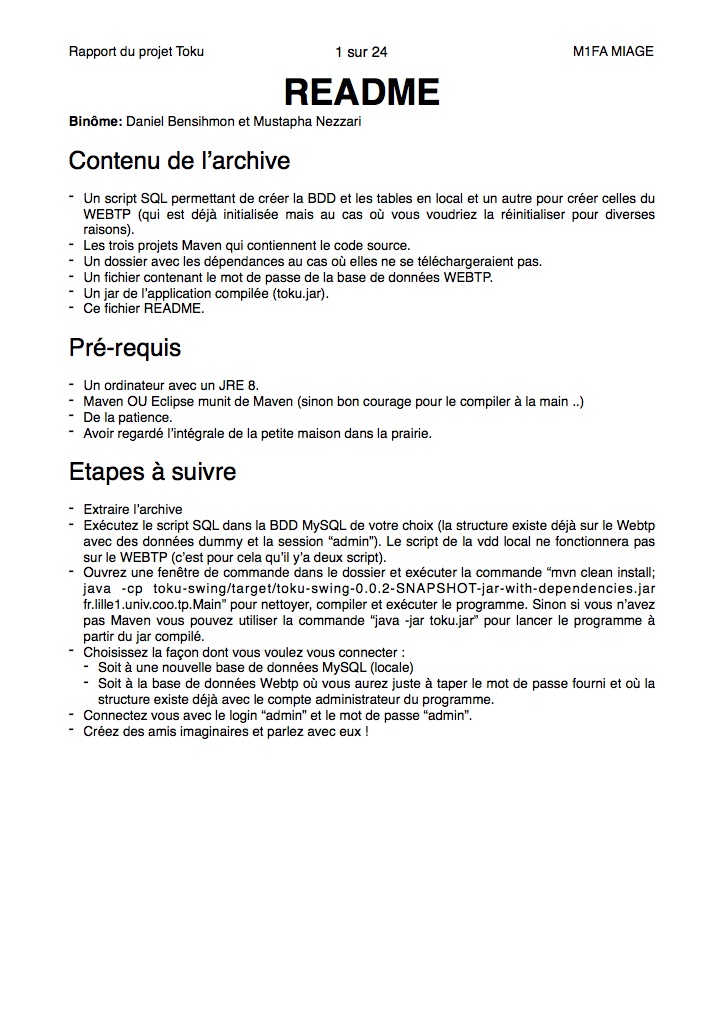 Rapport du projet Toku
1 sur 24
M1FA MIAGE
README
Binôme: Daniel Bensihmon et Mustapha Nezzari
Contenu de l’archive
- Un script SQL permettant de créer la BDD et les tables en local et un autre pour créer celles du
WEBTP (qui est déjà initialisée mais au cas où vous voudriez la réinitialiser pour diverses
raisons).
- Les trois projets Maven qui contiennent le code source.
- Un dossier avec les dépendances au cas où elles ne se téléchargeraient pas.
- Un fichier contenant le mot de passe de la base de données WEBTP.
- Un jar de l’application compilée (toku.jar).
- Ce fichier README.
Pré-requis
- Un ordinateur avec un JRE 8.
- Maven OU Eclipse munit de Maven (sinon bon courage pour le compiler à la main ..)
- De la patience.
- Avoir regardé l’intégrale de la petite maison dans la prairie.
Etapes à suivre
- Extraire l’archive
- Exécutez le script SQL dans la BDD MySQL de votre choix (la structure existe déjà sur le Webtp
avec des données dummy et la session “admin”). Le script de la vdd local ne fonctionnera pas
sur le WEBTP (c’est pour cela qu’il y’a deux script).
- Ouvrez une fenêtre de commande dans le dossier et exécuter la commande “mvn clean install;
java -cp toku-swing/target/toku-swing-0.0.2-SNAPSHOT-jar-with-dependencies.jar
fr.lille1.univ.coo.tp.Main” pour nettoyer, compiler et exécuter le programme. Sinon si vous n’avez
pas Maven vous pouvez utiliser la commande “java -jar toku.jar” pour lancer le programme à
partir du jar compilé.
- Choisissez la façon dont vous voulez vous connecter :
- Soit à une nouvelle base de données MySQL (locale)
- Soit à la base de données Webtp où vous aurez juste à taper le mot de passe fourni et où la
structure existe déjà avec le compte administrateur du programme.
- Connectez vous avec le login “admin” et le mot de passe “admin”.
- Créez des amis imaginaires et parlez avec eux !